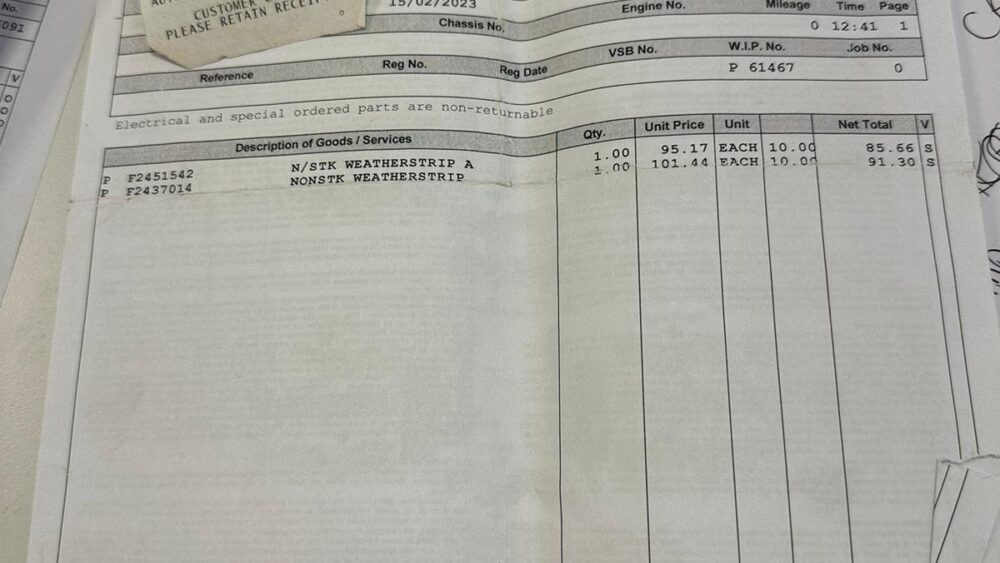 No.
5091
V
CUSTOMER
PLEASE RETAIN RECEIPT
15/02/2023
Chassis No.
Engine No.
Mileage Time Page
0 12:41 1
Reference Reg No. Reg Date VSB No. W.I.P. No. Job No.
P 61467 0
Electrical and special ordered parts are non-returnable
Description of Goods / Services Qty. Unit Price Unit Net Total V
P F2451542 N/STK WEATHERSTRIP A 1.00 95.17 EACH 10.00 85.66 S
P F2437014 NONSTK WEATHERSTRIP 1.00 101.44 EACH 10.00 91.30 S